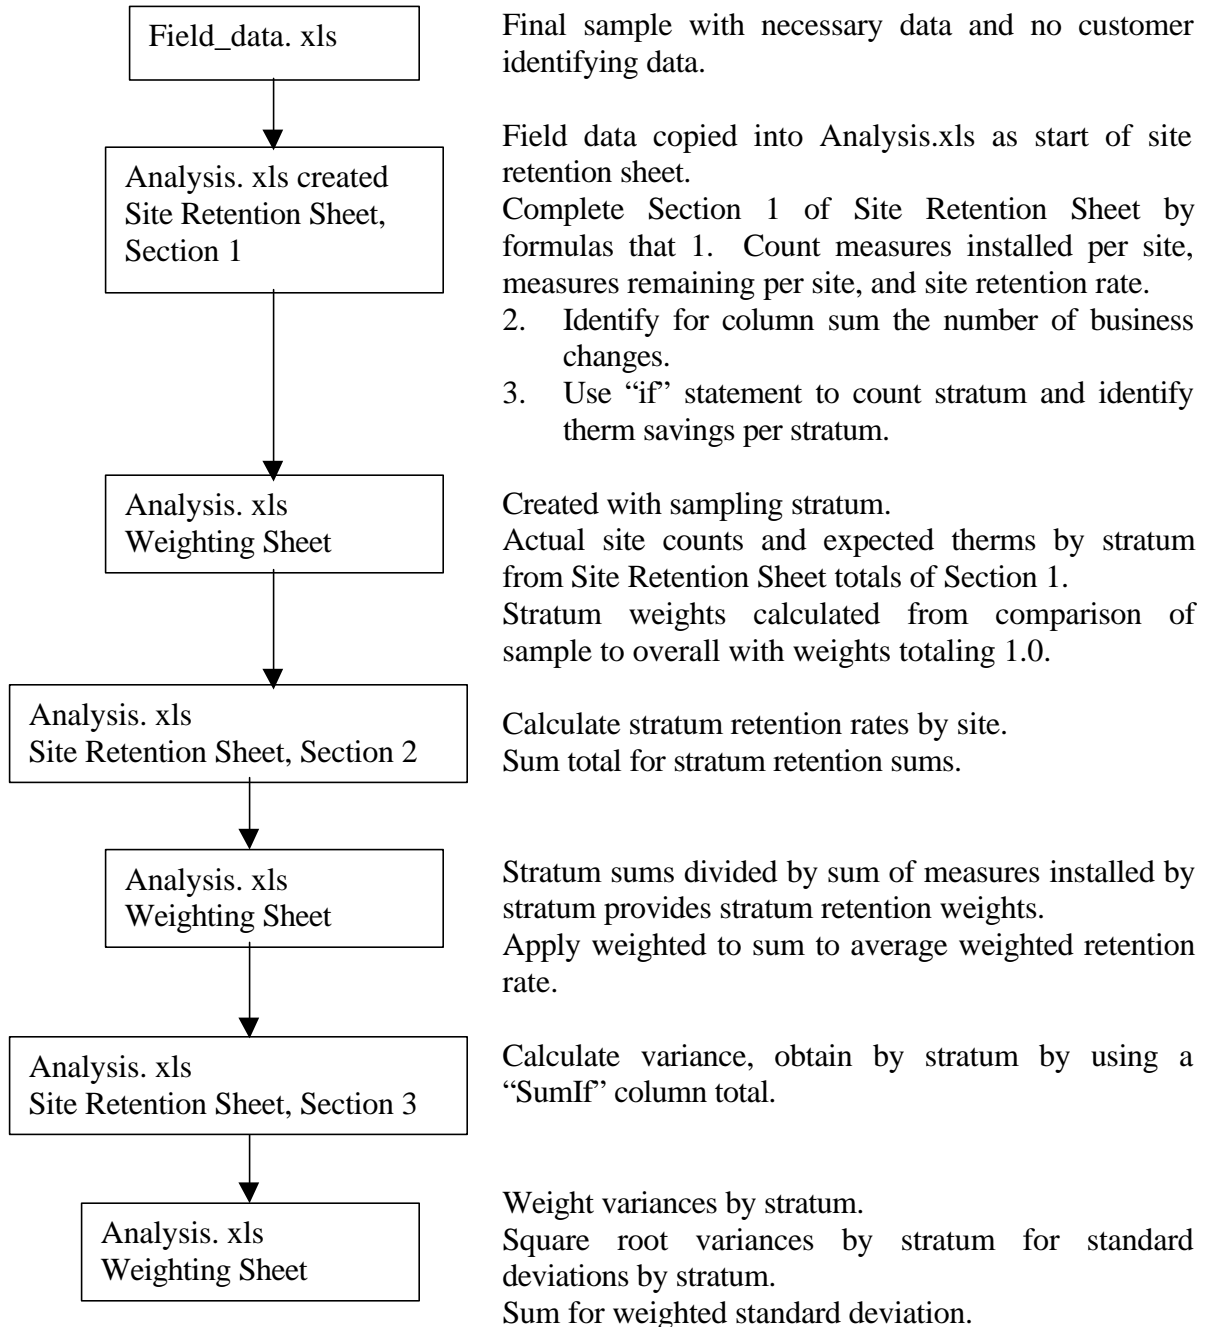 Field_data. xls
Final sample with necessary data and no customer
identifying data.
Analysis. xls created
Site Retention Sheet,
Section 1
Field data copied into Analysis.xls as start of site
retention sheet.
Complete Section 1 of Site Retention Sheet by
formulas that 1. Count measures installed per site,
measures remaining per site, and site retention rate.
2. Identify for column sum the number of business
changes.
3. Use “if” statement to count stratum and identify
therm savings per stratum.
Analysis. xls
Weighting Sheet
Created with sampling stratum.
Actual site counts and expected therms by stratum
from Site Retention Sheet totals of Section 1.
Stratum weights calculated from comparison of
sample to overall with weights totaling 1.0.
Analysis. xls
Site Retention Sheet, Section 2
Calculate stratum retention rates by site.
Sum total for stratum retention sums.
Analysis. xls
Weighting Sheet
Stratum sums divided by sum of measures installed by
stratum provides stratum retention weights.
Apply weighted to sum to average weighted retention
rate.
Analysis. xls
Site Retention Sheet, Section 3
Calculate variance, obtain by stratum by using a
“SumIf” column total.
Analysis. xls
Weighting Sheet
Weight variances by stratum.
Square root variances by stratum for standard
deviations by stratum.
Sum for weighted standard deviation.